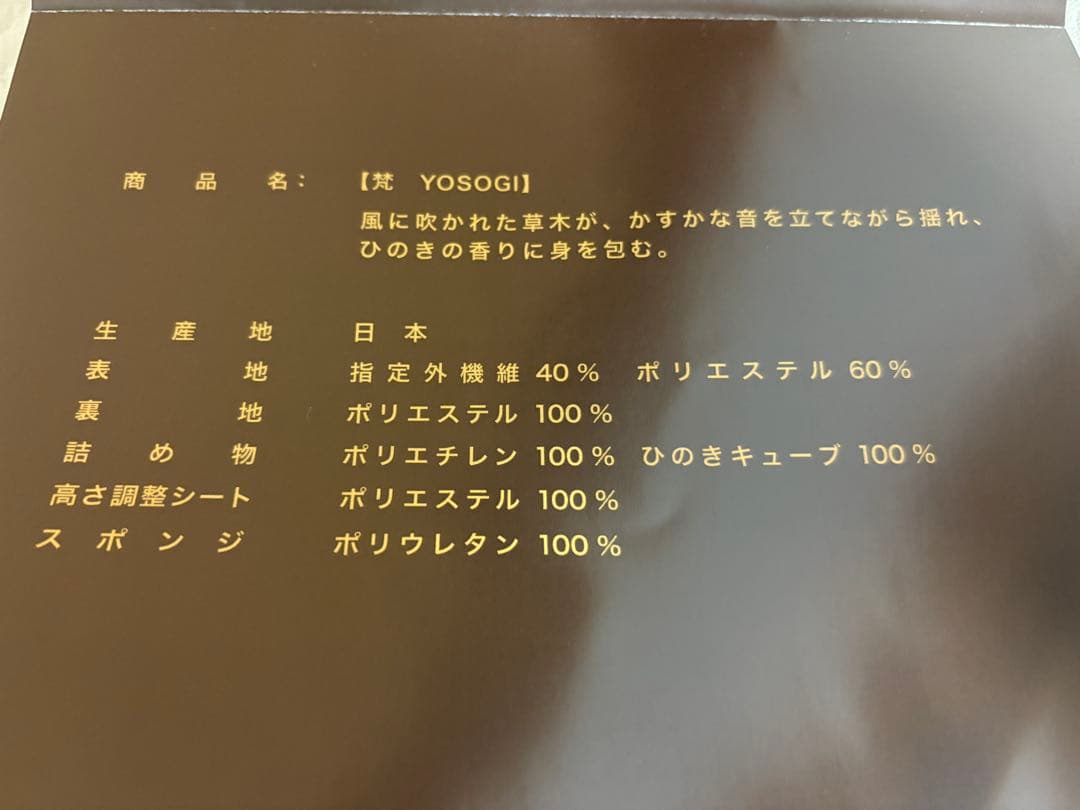 商品名： 【梵 YOSOGI】
風に吹かれた草木が、かすかな音を立てながら揺れ、
ひのきの香りに身を包む。
生産地 日本
表地 指定外機維 40% ポリエステル 60%
裏地 ポリエステル 100%
詰め物 ポリエチレン 100% ひのきキューブ 100%
高さ調整シート ポリエステル 100%
スポンジ ポリウレタン 100%